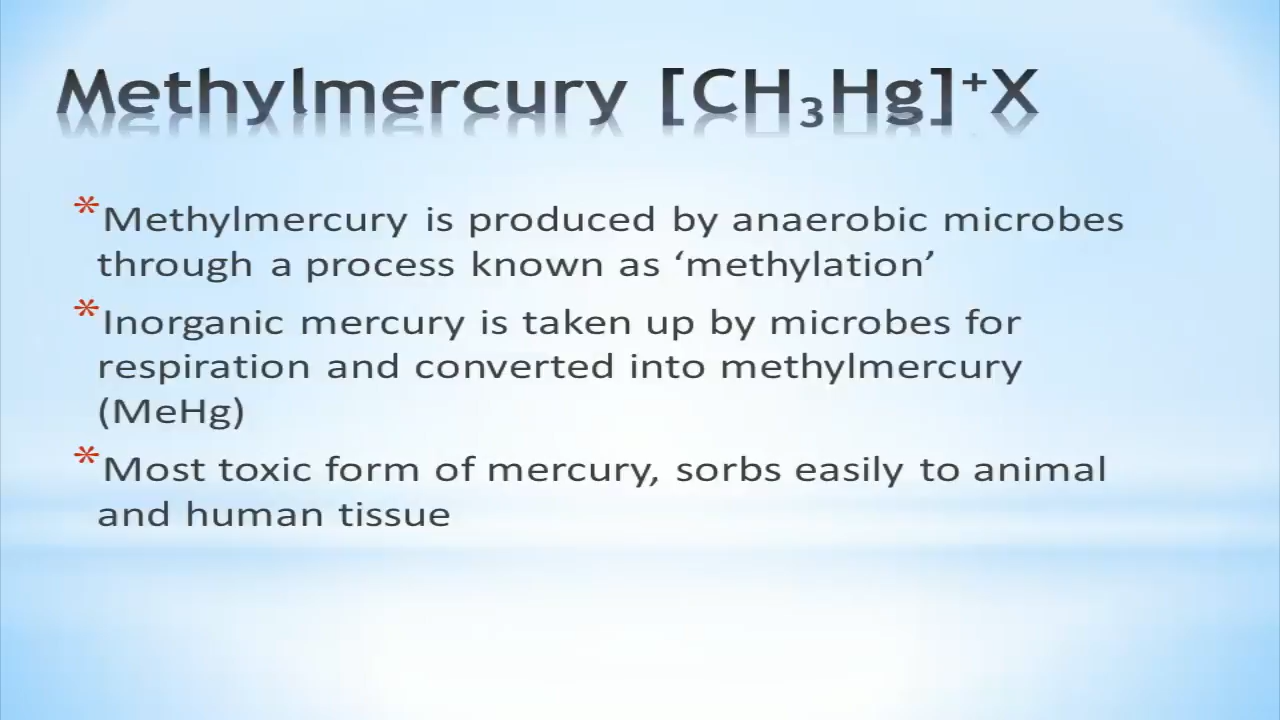 Methylmercury [CH₃Hg]⁺X
*Methylmercury is produced by anaerobic microbes
through a process known as ‘methylation’
*Inorganic mercury is taken up by microbes for
respiration and converted into methylmercury
(MeHg)
*Most toxic form of mercury, sorbs easily to animal
and human tissue